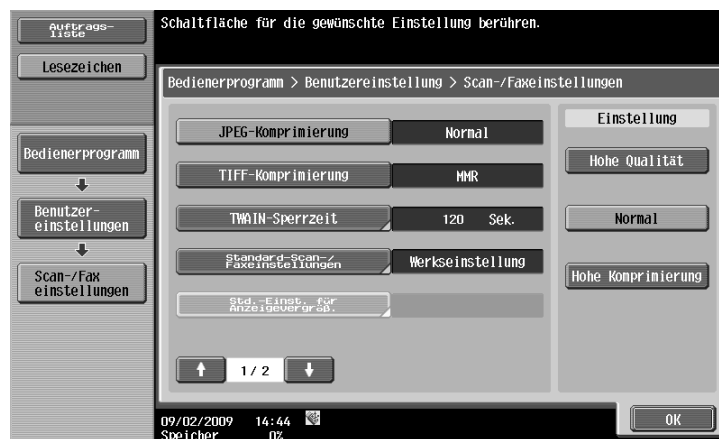 Auftrags-
liste
Lesezeichen
Bedienerprogramm
Benutzer-
einstellungen
Scan-/Fax
einstellungen
Schaltfläche für die gewünschte Einstellung berühren.
Bedienerprogramm > Benutzereinstellung > Scan-/Faxeinstellungen
JPEG-Komprimierung Normal
TIFF-Komprimierung MMR
TWAIN-Sperrzeit 120 Sek.
Standard-Scan-/
Faxeinstellungen Werkseinstellung
Std.-Einst. für
Anzeigevergröß.
1/2
Einstellung
Hohe Qualität
Normal
Hohe Komprimierung
09/02/2009 14:44
Speicher 0%
OK